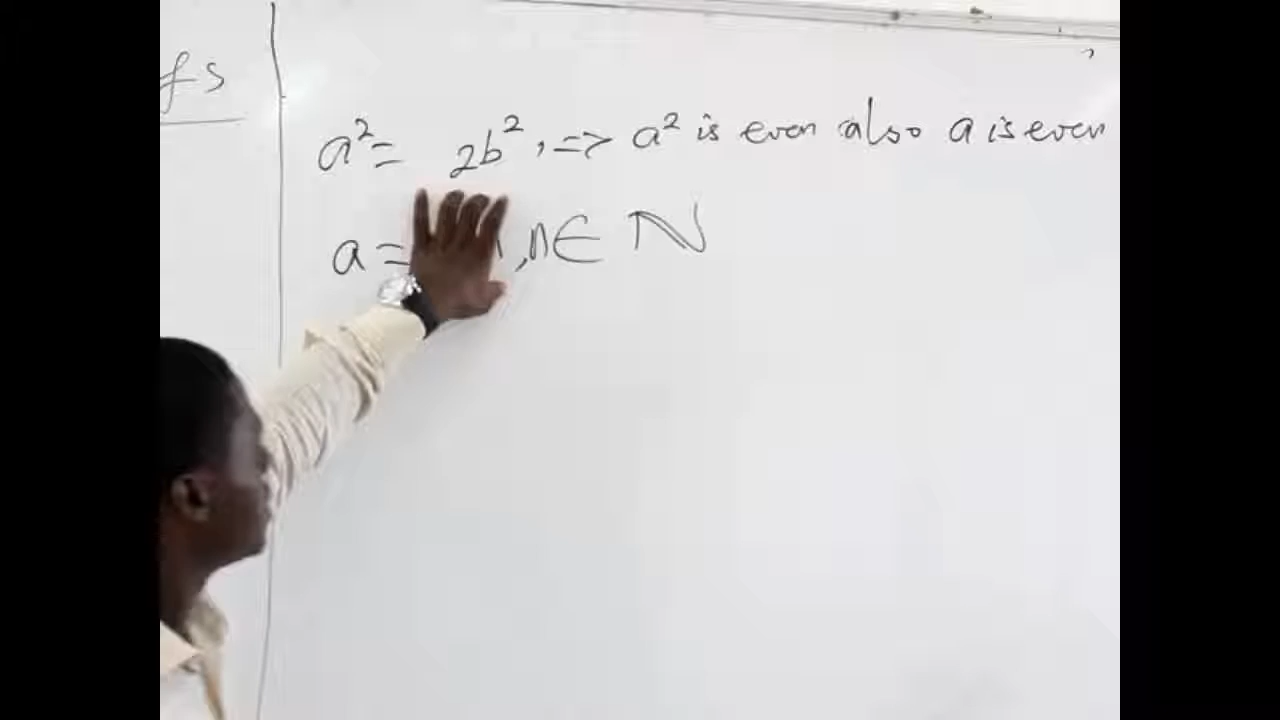 fs
a² = 2b², => a² is even also a is even
a = , n ∈ ℕ